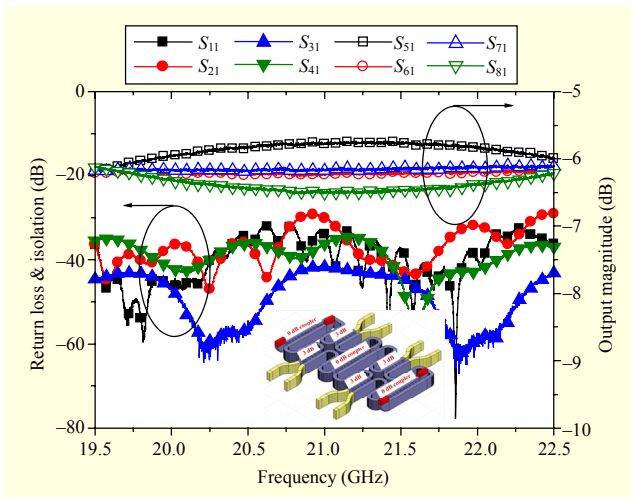 S11 S31 S51 S71
S21 S41 S61 S81
0 –5
–20 –6
–40 –7
–60 –8
–80 –9
–10
Return loss & isolation (dB)
Output magnitude (dB)
0 dB coupler
3 dB
3 dB
0 dB coupler
3 dB
3 dB
0 dB coupler
19.5 20.0 20.5 21.0 21.5 22.0 22.5
Frequency (GHz)